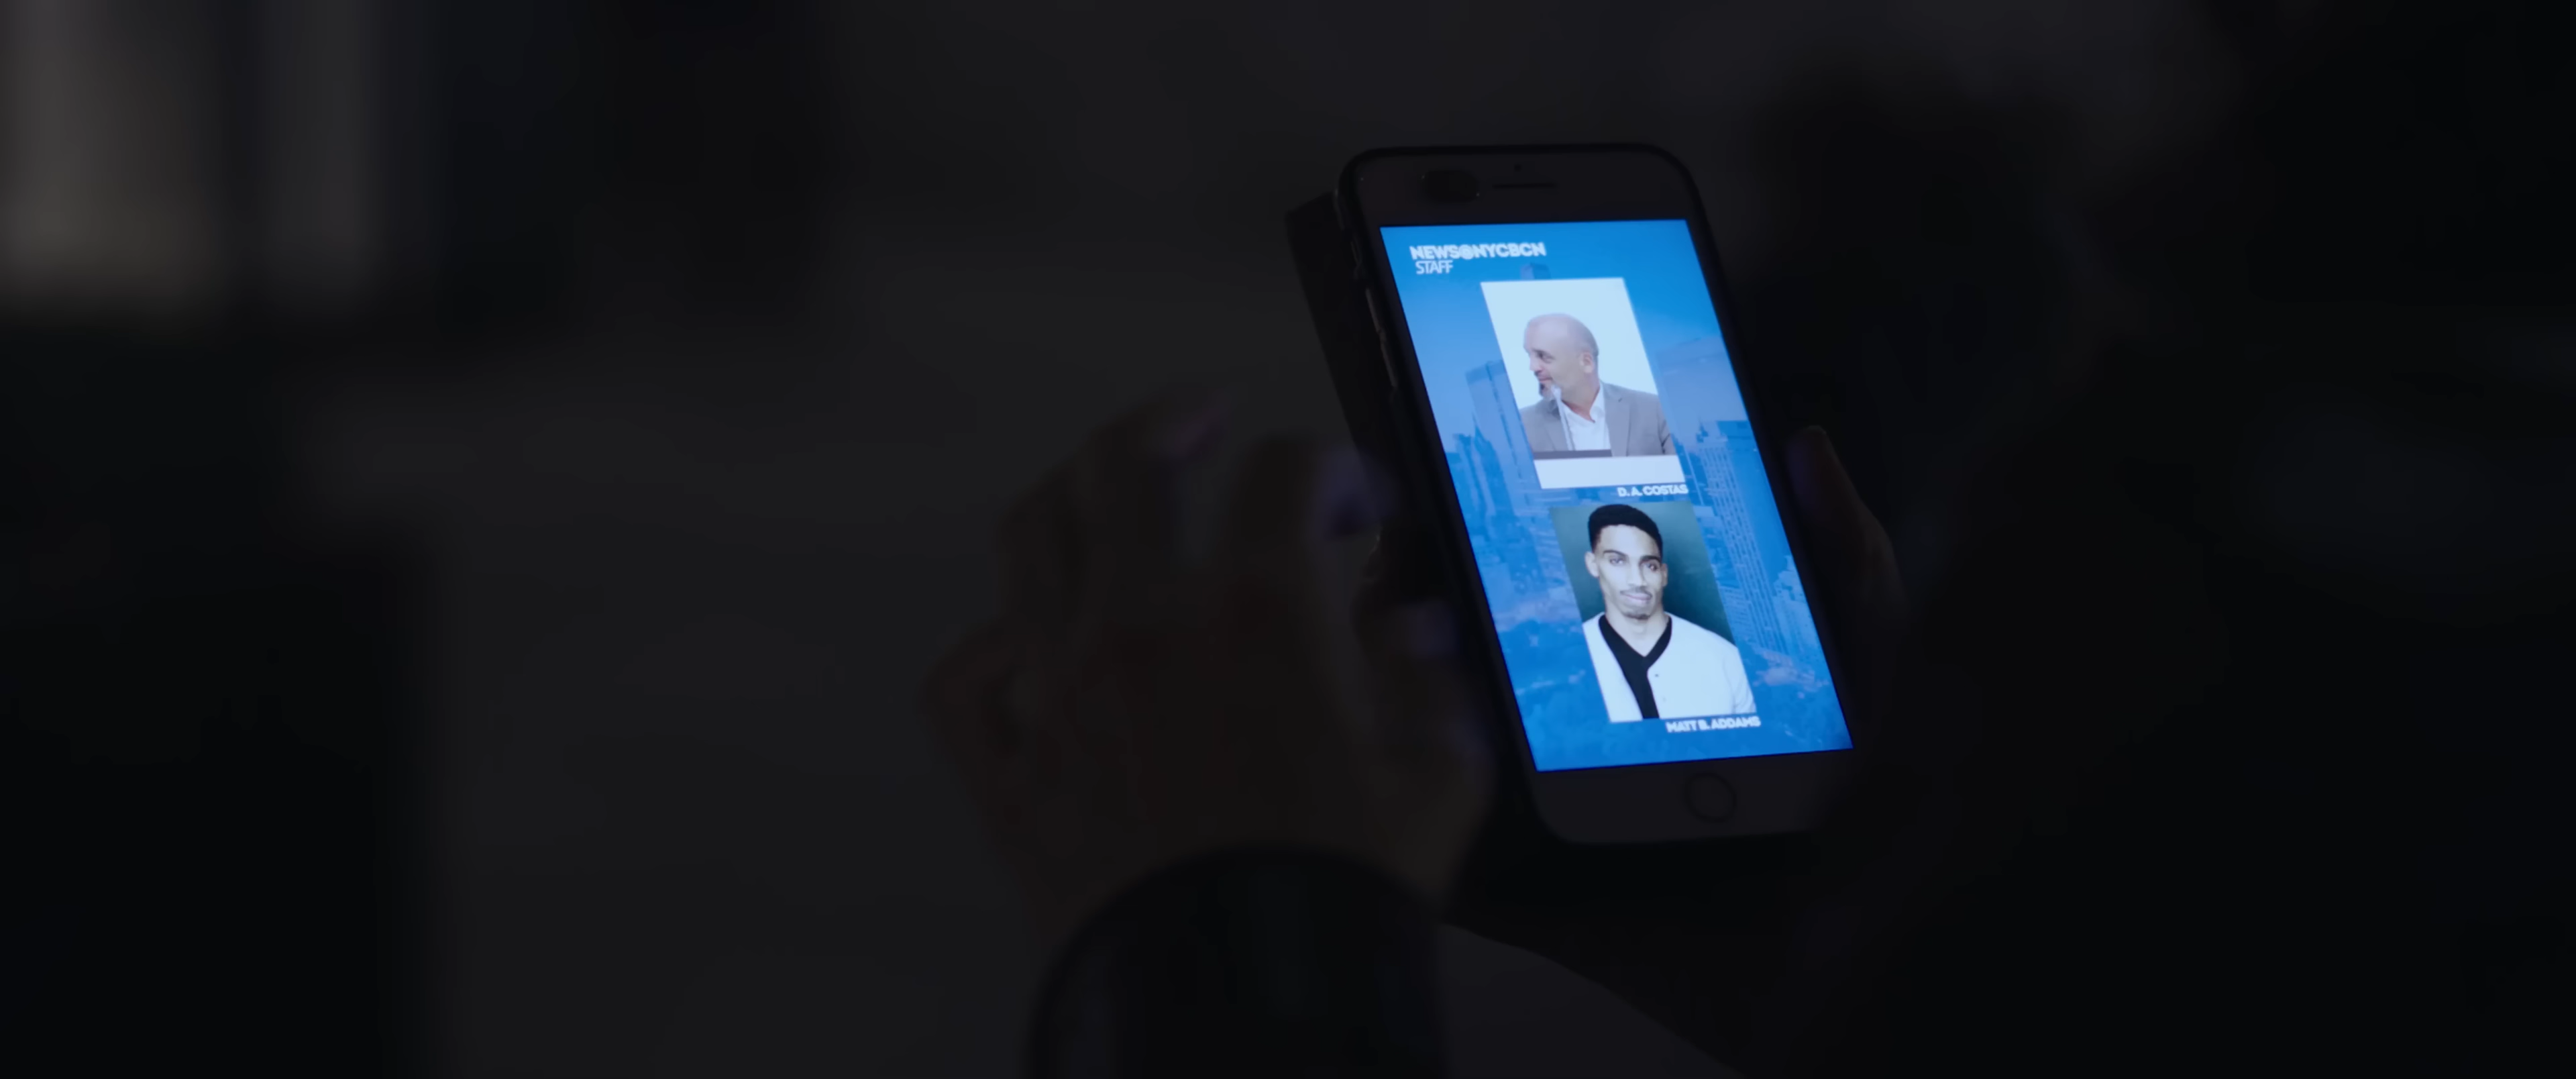 NEWS@NYCBCN
STAFF
D. A. COSTAS
MATT B. ADDAMS